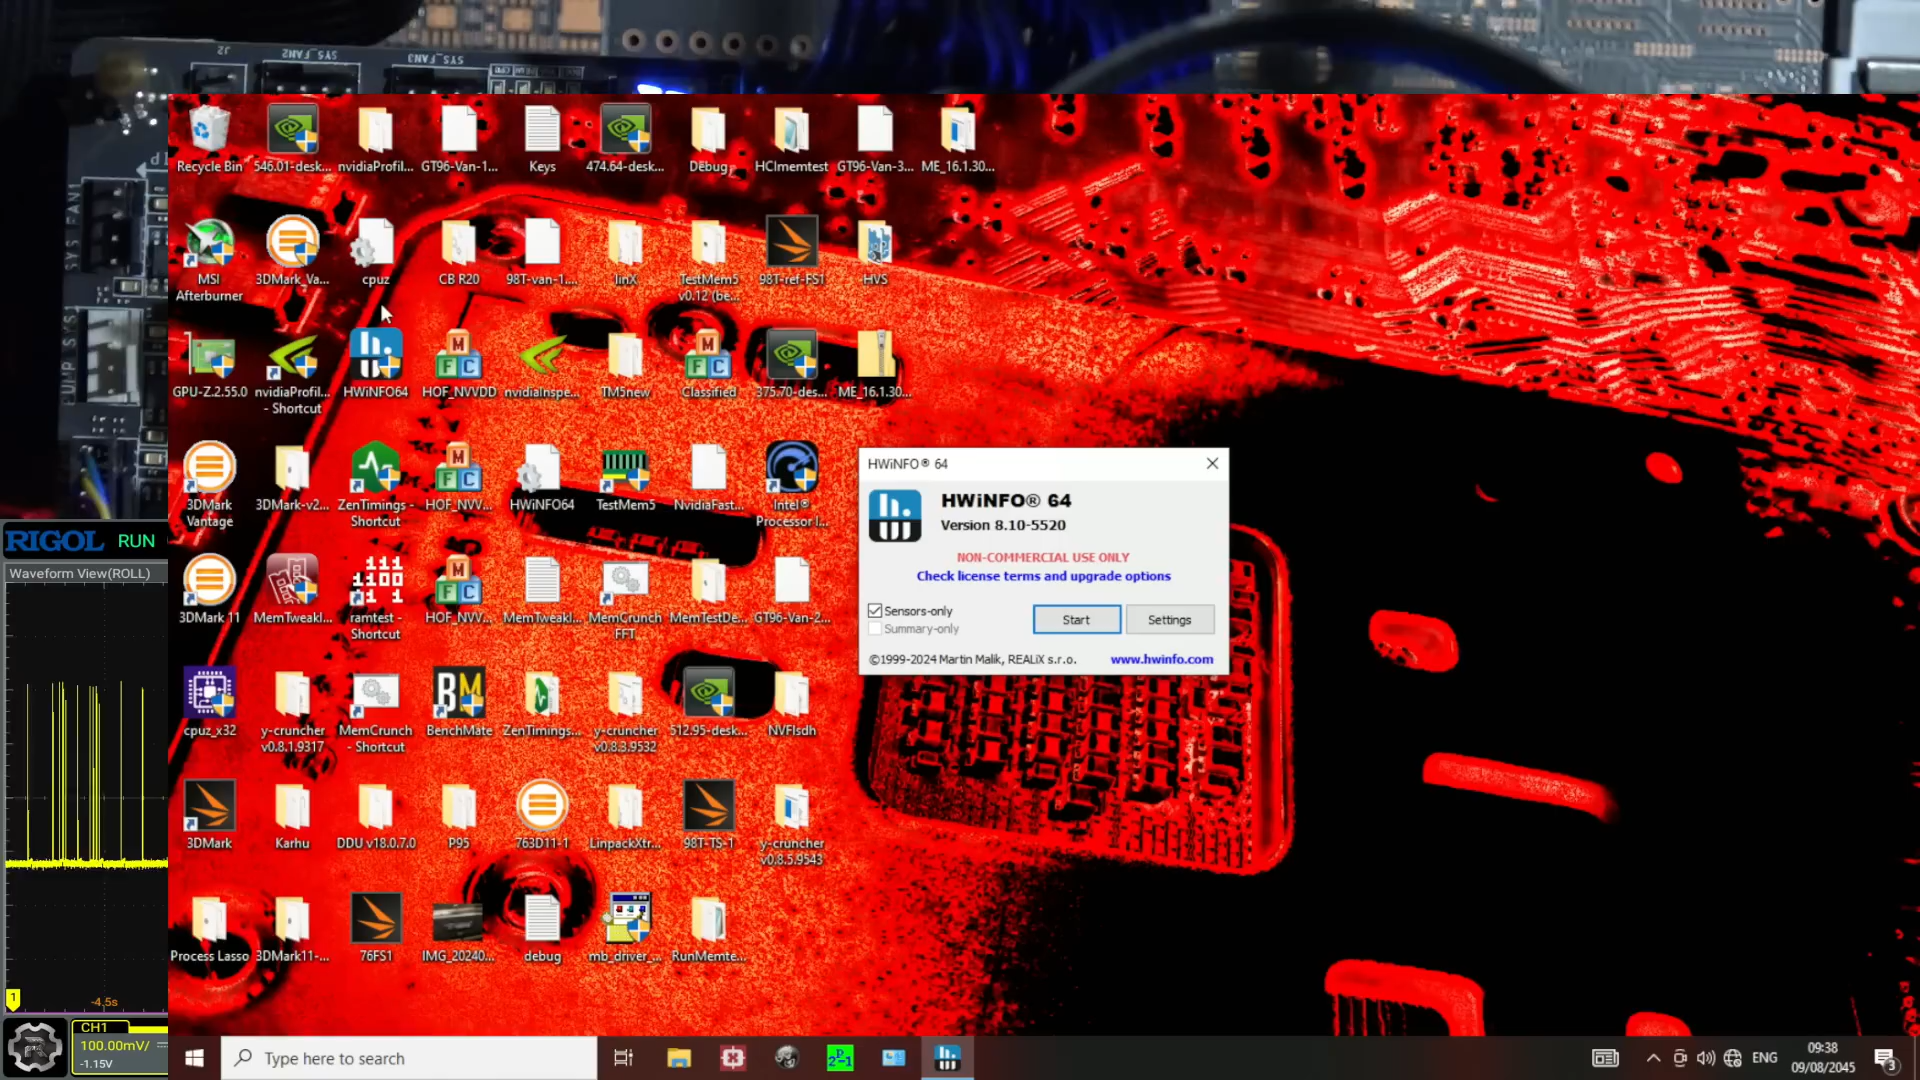 J2
SYS_FAN2
SYS_FAN3
SYS_FAN1
PUMP_SYS1
RIGOL RUN
Waveform View(ROLL)
-4.5s
1
CH1
100.00mV/
-1.15V
Recycle Bin
546.01-desk...
nvidiaProfil...
GT96-Van-1...
Keys
474.64-desk...
Debug
HCImemtest
GT96-Van-3...
ME_16.1.30...
MSI
Afterburner
3DMark_Va...
cpuz
CB R20
98T-van-1....
linX
TestMem5
v0.12 (be...
98T-ref-FS1
HVS
GPU-Z.2.55.0
nvidiaProfil...
- Shortcut
HWiNFO64
HOF_NVVDD
nvidiaInspe...
TM5new
Classified
375.70-des...
ME_16.1.30...
3DMark
Vantage
3DMark-v2...
ZenTimings -
Shortcut
HOF_NVV...
HWiNFO64
TestMem5
NvidiaFast...
Intel®
Processor I...
3DMark 11
MemTweakI...
ramtest -
Shortcut
HOF_NVV...
MemTweakI...
MemCrunch
FFT
MemTestDe...
GT96-Van-2...
cpuz_x32
y-cruncher
v0.8.1.9317
MemCrunch
- Shortcut
BenchMate
ZenTimings...
y-cruncher
v0.8.3.9532
512.95-desk...
NVFlsdh
3DMark
Karhu
DDU v18.0.7.0
P95
763D11-1
LinpackXtr...
98T-TS-1
y-cruncher
v0.8.5.9543
Process Lasso
3DMark11-...
76FS1
IMG_20240...
debug
mb_driver_...
RunMemte...
HWiNFO® 64
HWiNFO® 64
Version 8.10-5520
NON-COMMERCIAL USE ONLY
Check license terms and upgrade options
Sensors-only
Summary-only
Start
Settings
©1999-2024 Martin Malik, REALiX s.r.o.
www.hwinfo.com
Type here to search
ENG
09:38
09/08/2045
3